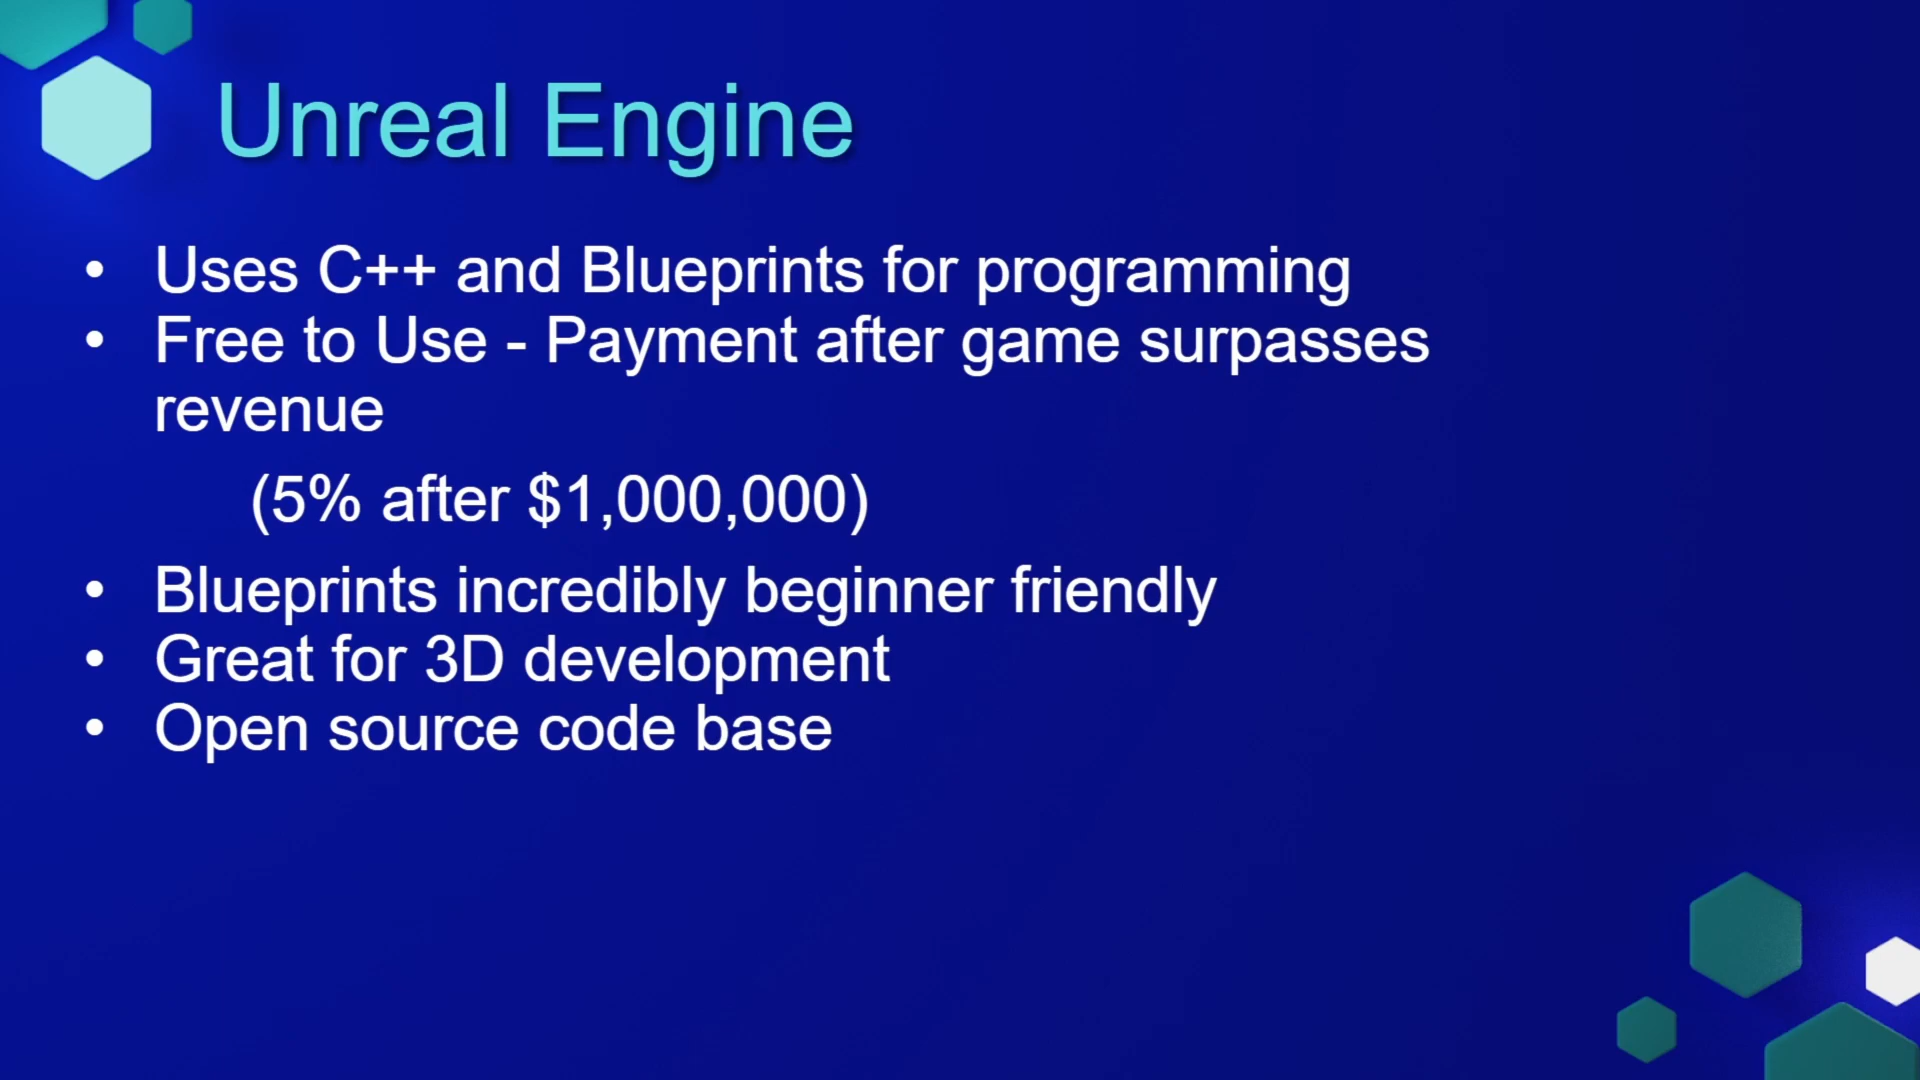 Unreal Engine
• Uses C++ and Blueprints for programming
• Free to Use - Payment after game surpasses
revenue
(5% after $1,000,000)
• Blueprints incredibly beginner friendly
• Great for 3D development
• Open source code base